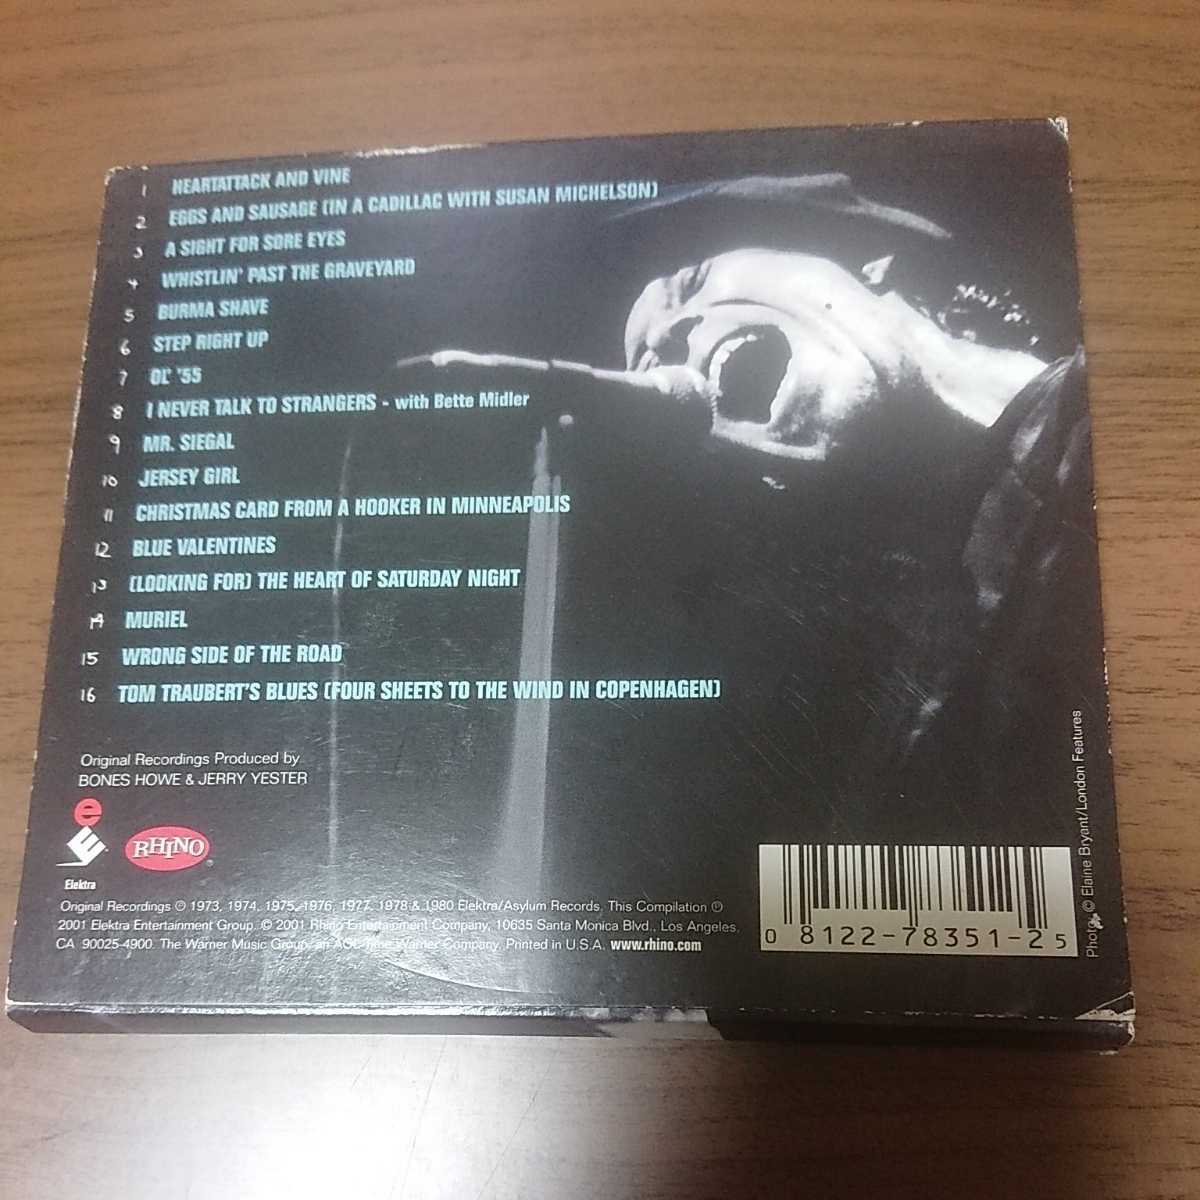 1 HEARTATTACK AND VINE
2 EGGS AND SAUSAGE (IN A CADILLAC WITH SUSAN MICHELSON)
3 A SIGHT FOR SORE EYES
4 WHISTLIN' PAST THE GRAVEYARD
5 BURMA SHAVE
6 STEP RIGHT UP
7 OL' '55
8 I NEVER TALK TO STRANGERS - with Bette Midler
9 MR. SIEGAL
10 JERSEY GIRL
11 CHRISTMAS CARD FROM A HOOKER IN MINNEAPOLIS
12 BLUE VALENTINES
13 (LOOKING FOR) THE HEART OF SATURDAY NIGHT
14 MURIEL
15 WRONG SIDE OF THE ROAD
16 TOM TRAUBERT'S BLUES (FOUR SHEETS TO THE WIND IN COPENHAGEN)
Original Recordings Produced by
BONES HOWE & JERRY YESTER
e
E
Elektra
RHINO
Original Recordings ℗ 1973, 1974, 1975, 1976, 1977, 1978 & 1980 Elektra/Asylum Records. This Compilation ℗
2001 Elektra Entertainment Group. © 2001 Rhino Entertainment Company, 10635 Santa Monica Blvd., Los Angeles,
CA 90025-4900. The Warner Music Group, an AOL Time Warner Company. Printed in U.S.A. www.rhino.com
0 8122-78351-2 5
Photo © Elaine Bryant/London Features